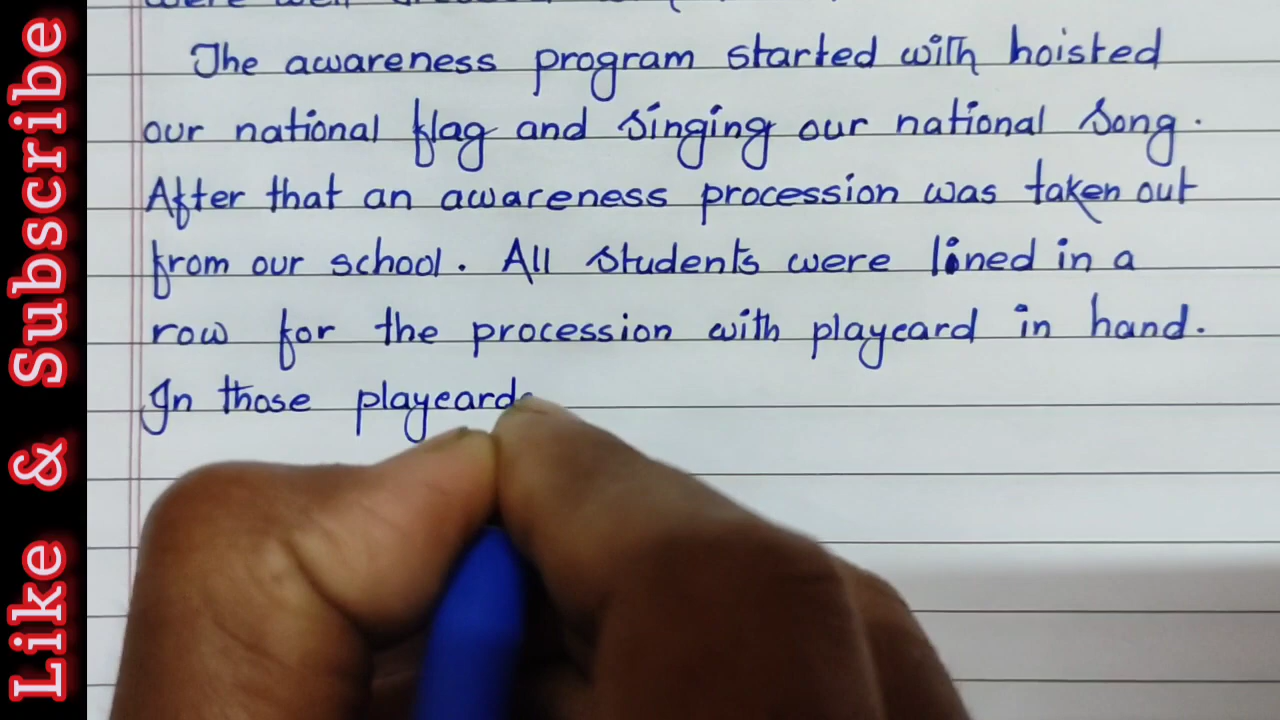 Like & Subscribe
The awareness program started with hoisted
our national flag and singing our national song.
After that an awareness procession was taken out
from our school. All students were lined in a
row for the procession with playcard in hand.
In those playcards